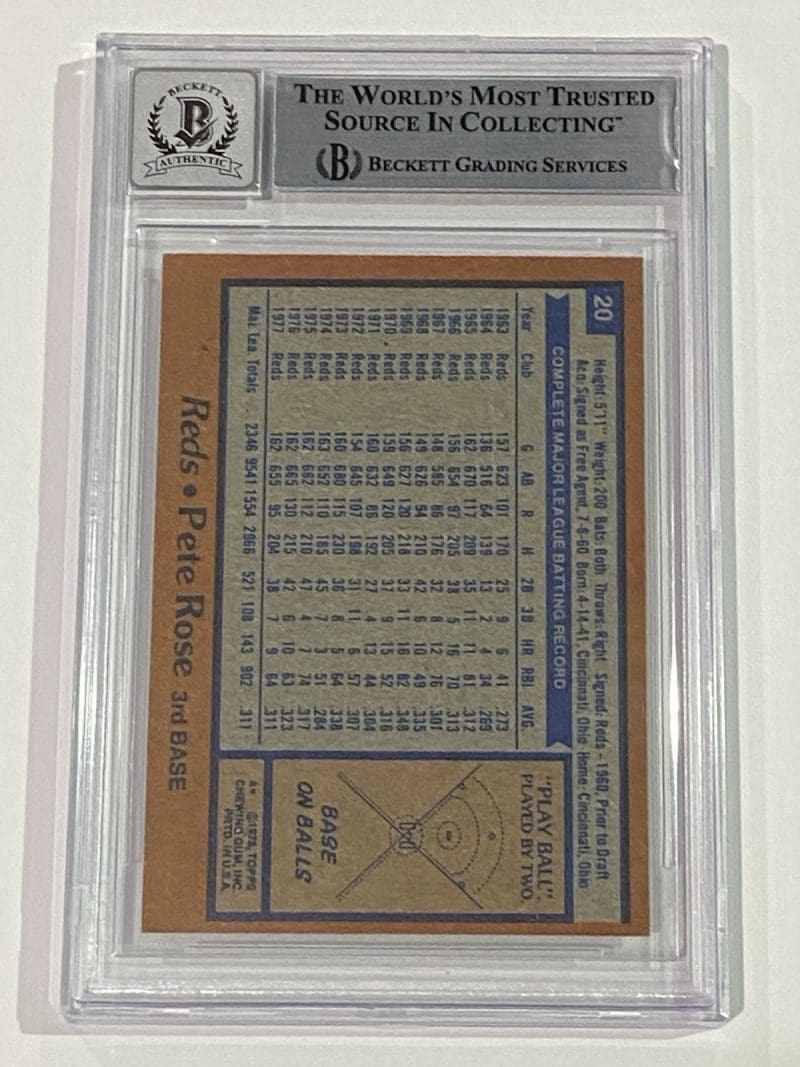 BECKETT
B
AUTHENTIC
THE WORLD'S MOST TRUSTED
SOURCE IN COLLECTING™
(B) BECKETT GRADING SERVICES
20
Height: 5'11" Weight: 200 Bats: Both Throws: Right Signed: Reds - 1960, Prior to Draft
Acq: Signed as Free Agent, 7-8-60 Born: 4-14-41, Cincinnati, Ohio Home: Cincinnati, Ohio
COMPLETE MAJOR LEAGUE BATTING RECORD
Year Club G AB R H 2B 3B HR RBI AVG.
1963 Reds 157 623 101 170 25 9 6 41 .273
1964 Reds 136 516 64 139 13 2 4 34 .269
1965 Reds 162 670 117 209 35 11 11 81 .312
1966 Reds 156 654 97 205 38 5 16 70 .313
1967 Reds 148 585 86 176 32 8 12 76 .301
1968 Reds 149 626 94 210 42 6 10 49 .335
1969 Reds 156 627 120 218 33 11 16 82 .348
1970 Reds 159 649 120 205 37 9 15 52 .316
1971 Reds 160 632 86 192 27 4 13 44 .304
1972 Reds 154 645 107 198 31 11 6 57 .307
1973 Reds 160 680 115 230 36 8 5 64 .338
1974 Reds 163 652 110 185 45 7 3 51 .284
1975 Reds 162 662 112 210 47 4 7 74 .317
1976 Reds 162 665 130 215 42 6 10 63 .323
1977 Reds 162 655 95 204 38 7 9 64 .311
Maj. Lea. Totals 2346 9541 1554 2966 521 108 143 902 .311
"PLAY BALL"
PLAYED BY TWO
BASE
ON BALLS
A* ©1978, TOPPS
CHEWING GUM, INC.
PRTD. IN U.S.A.
Reds • Pete Rose 3rd BASE